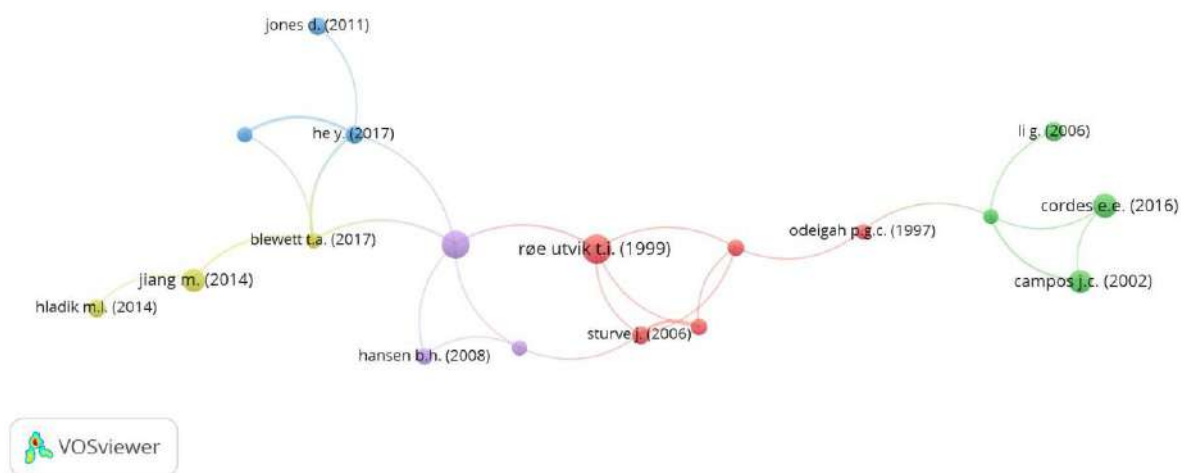 jones d. (2011)
he y. (2017)
li g. (2006)
cordes e.e. (2016)
odeigah p.g.c. (1997)
blewett t.a. (2017)
røe utvik t.i. (1999)
jiang m. (2014)
campos j.c. (2002)
hladik m.l. (2014)
sturve j. (2006)
hansen b.h. (2008)
VOSviewer